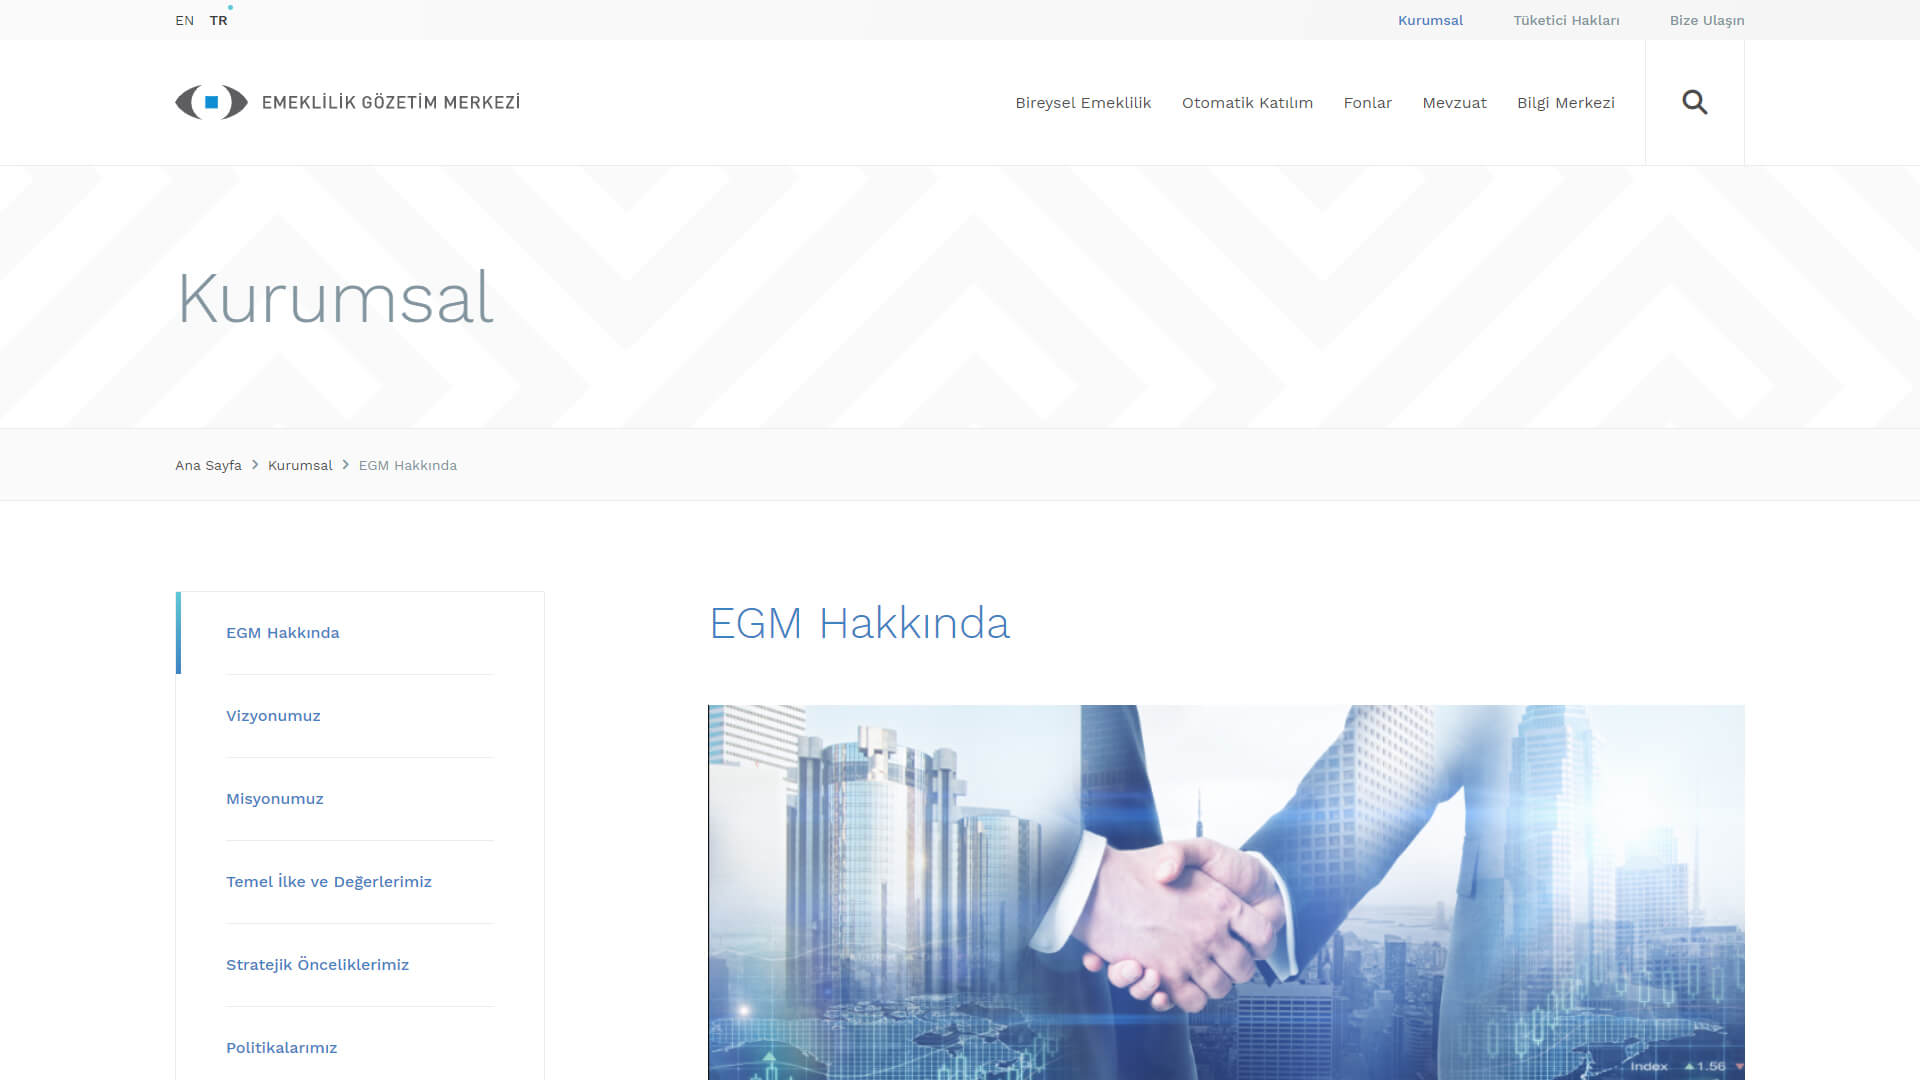 EN TR
Kurumsal Tüketici Hakları Bize Ulaşın
EMEKLİLİK GÖZETİM MERKEZİ
Bireysel Emeklilik Otomatik Katılım Fonlar Mevzuat Bilgi Merkezi
Kurumsal
Ana Sayfa Kurumsal EGM Hakkında
EGM Hakkında
Vizyonumuz
Misyonumuz
Temel İlke ve Değerlerimiz
Stratejik Önceliklerimiz
Politikalarımız
EGM Hakkında
Index 1.56